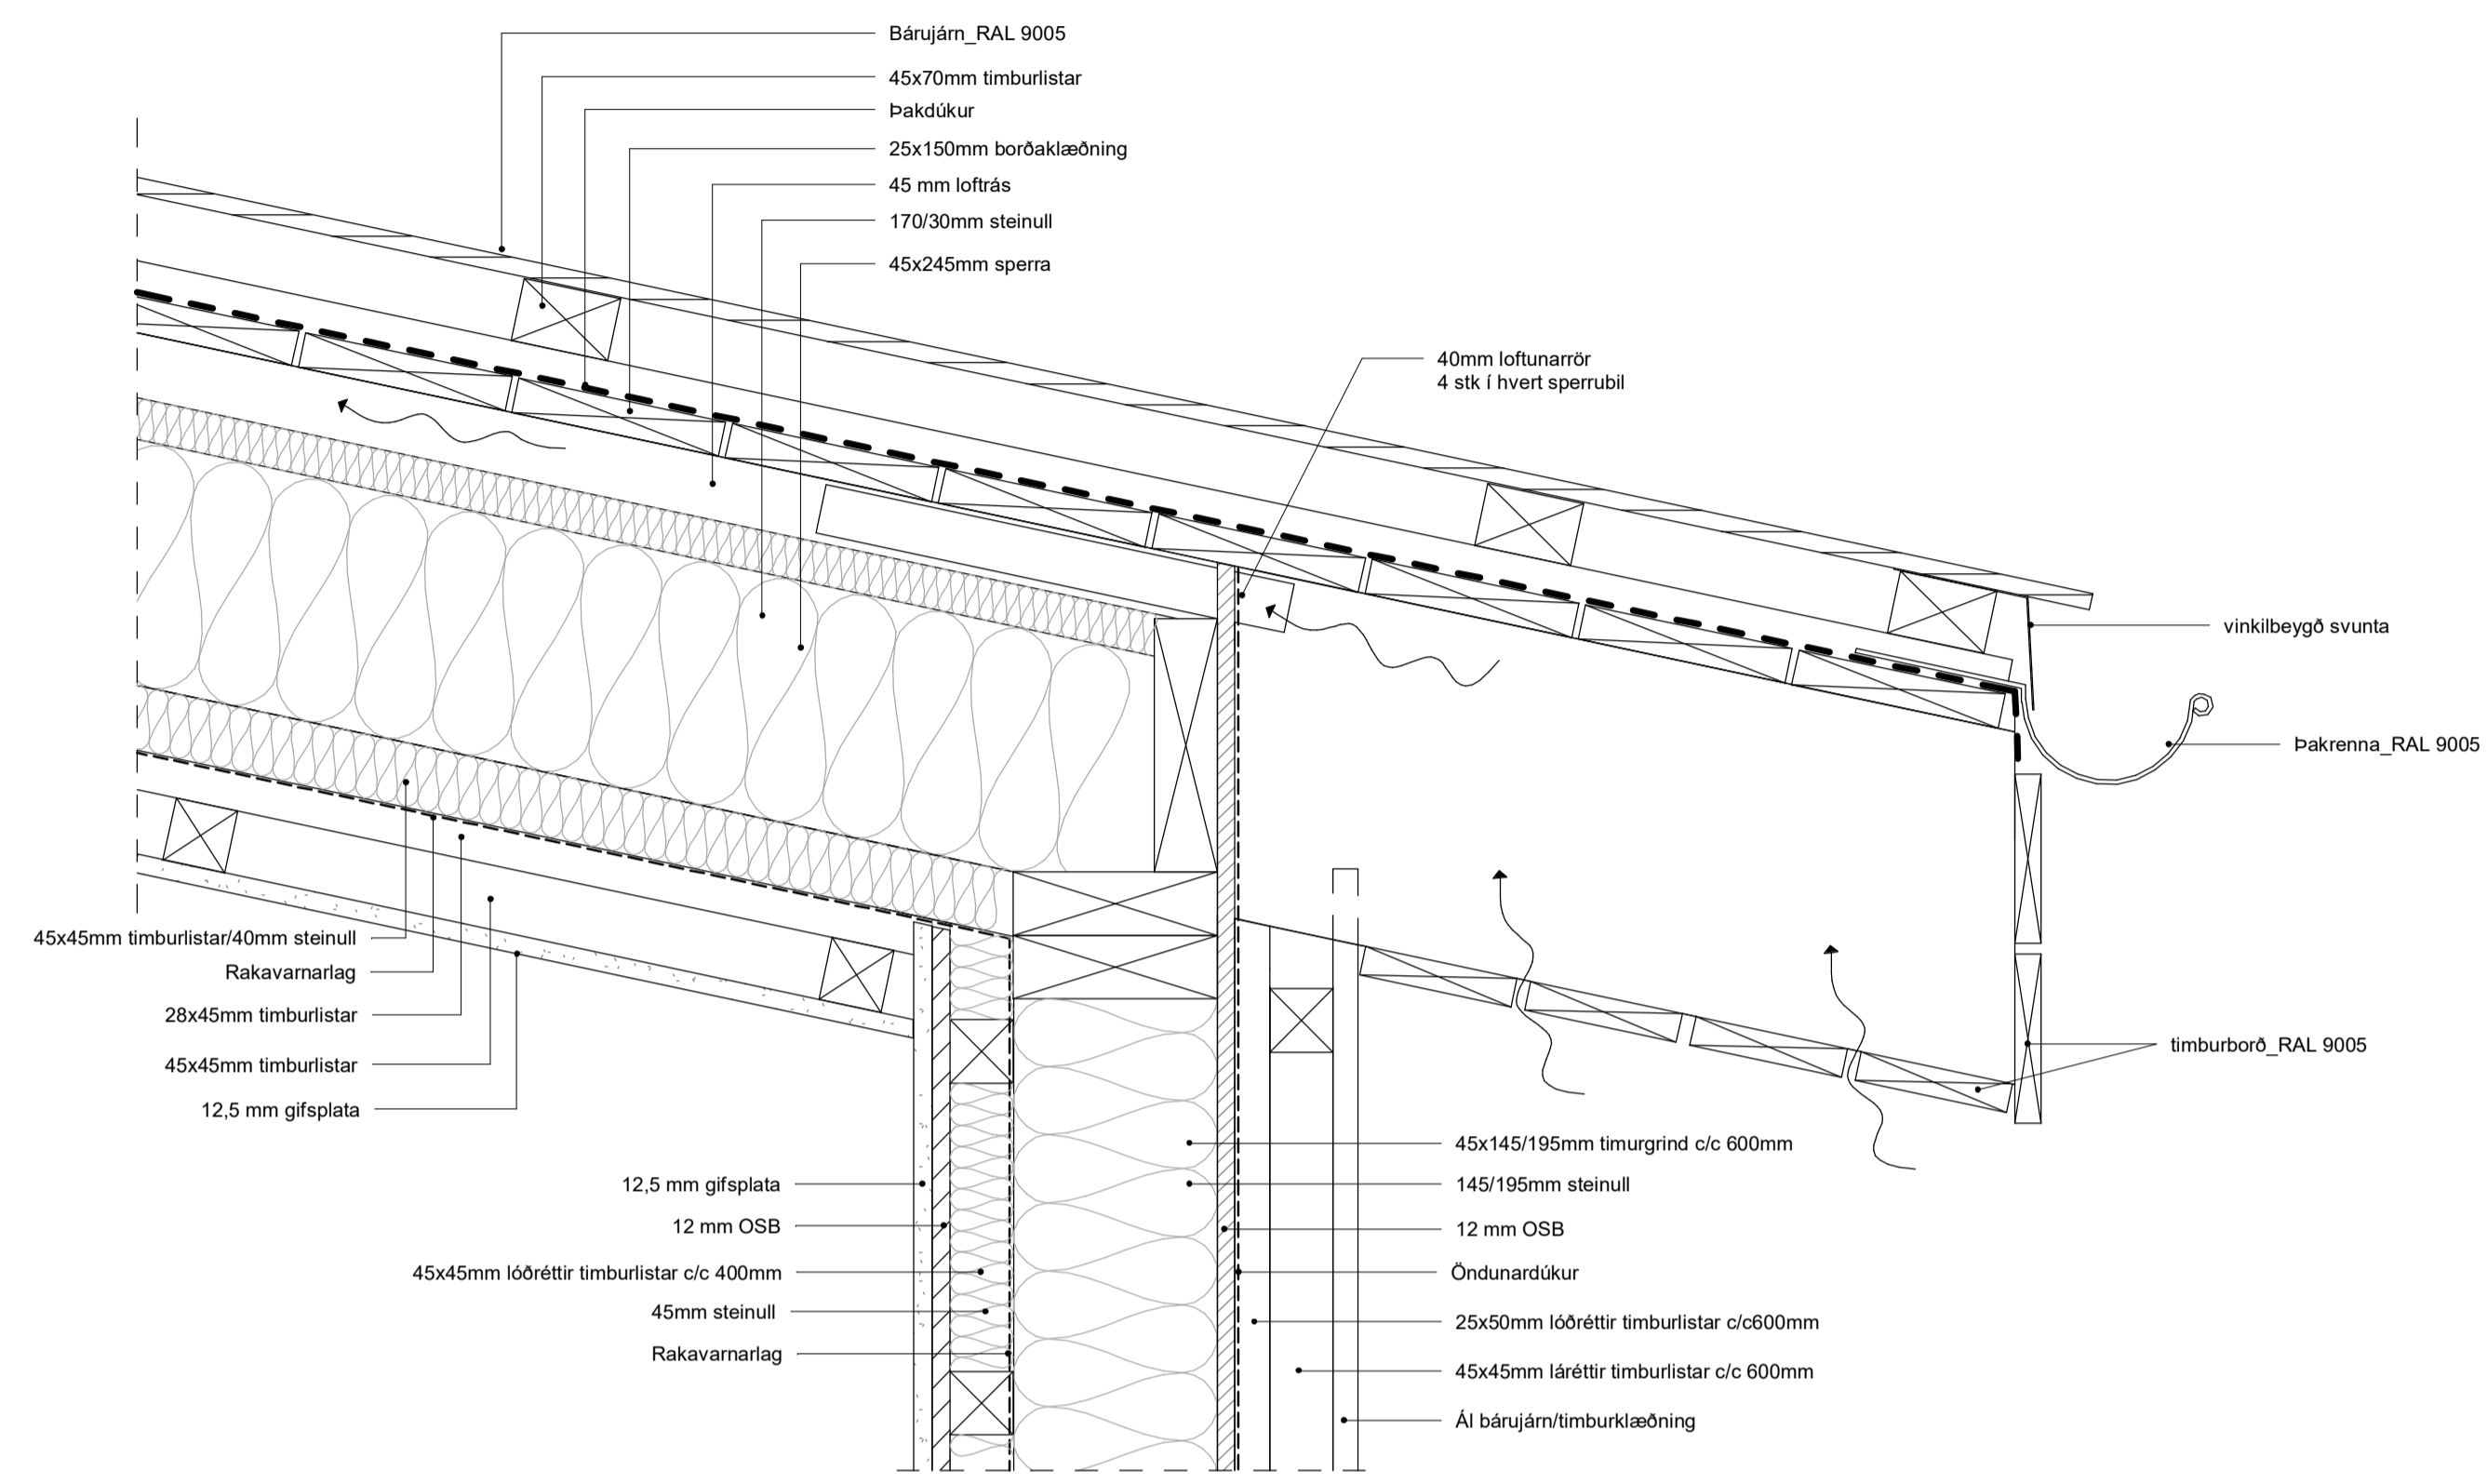 Bárujárn_RAL 9005
45x70mm timburlistar
Þakdúkur
25x150mm borðaklæðning
45 mm loftrás
170/30mm steinull
45x245mm sperra
40mm loftunarrör
4 stk í hvert sperrubil
vinkilbeygð svunta
Þakrenna_RAL 9005
45x45mm timburlistar/40mm steinull
Rakavarnarlag
28x45mm timburlistar
45x45mm timburlistar
12,5 mm gifsplata
timburborð_RAL 9005
12,5 mm gifsplata
12 mm OSB
45x45mm lóðréttir timburlistar c/c 400mm
45mm steinull
Rakavarnarlag
45x145/195mm timurgrind c/c 600mm
145/195mm steinull
12 mm OSB
Öndunardúkur
25x50mm lóðréttir timburlistar c/c600mm
45x45mm láréttir timburlistar c/c 600mm
Ál bárujárn/timburklæðning